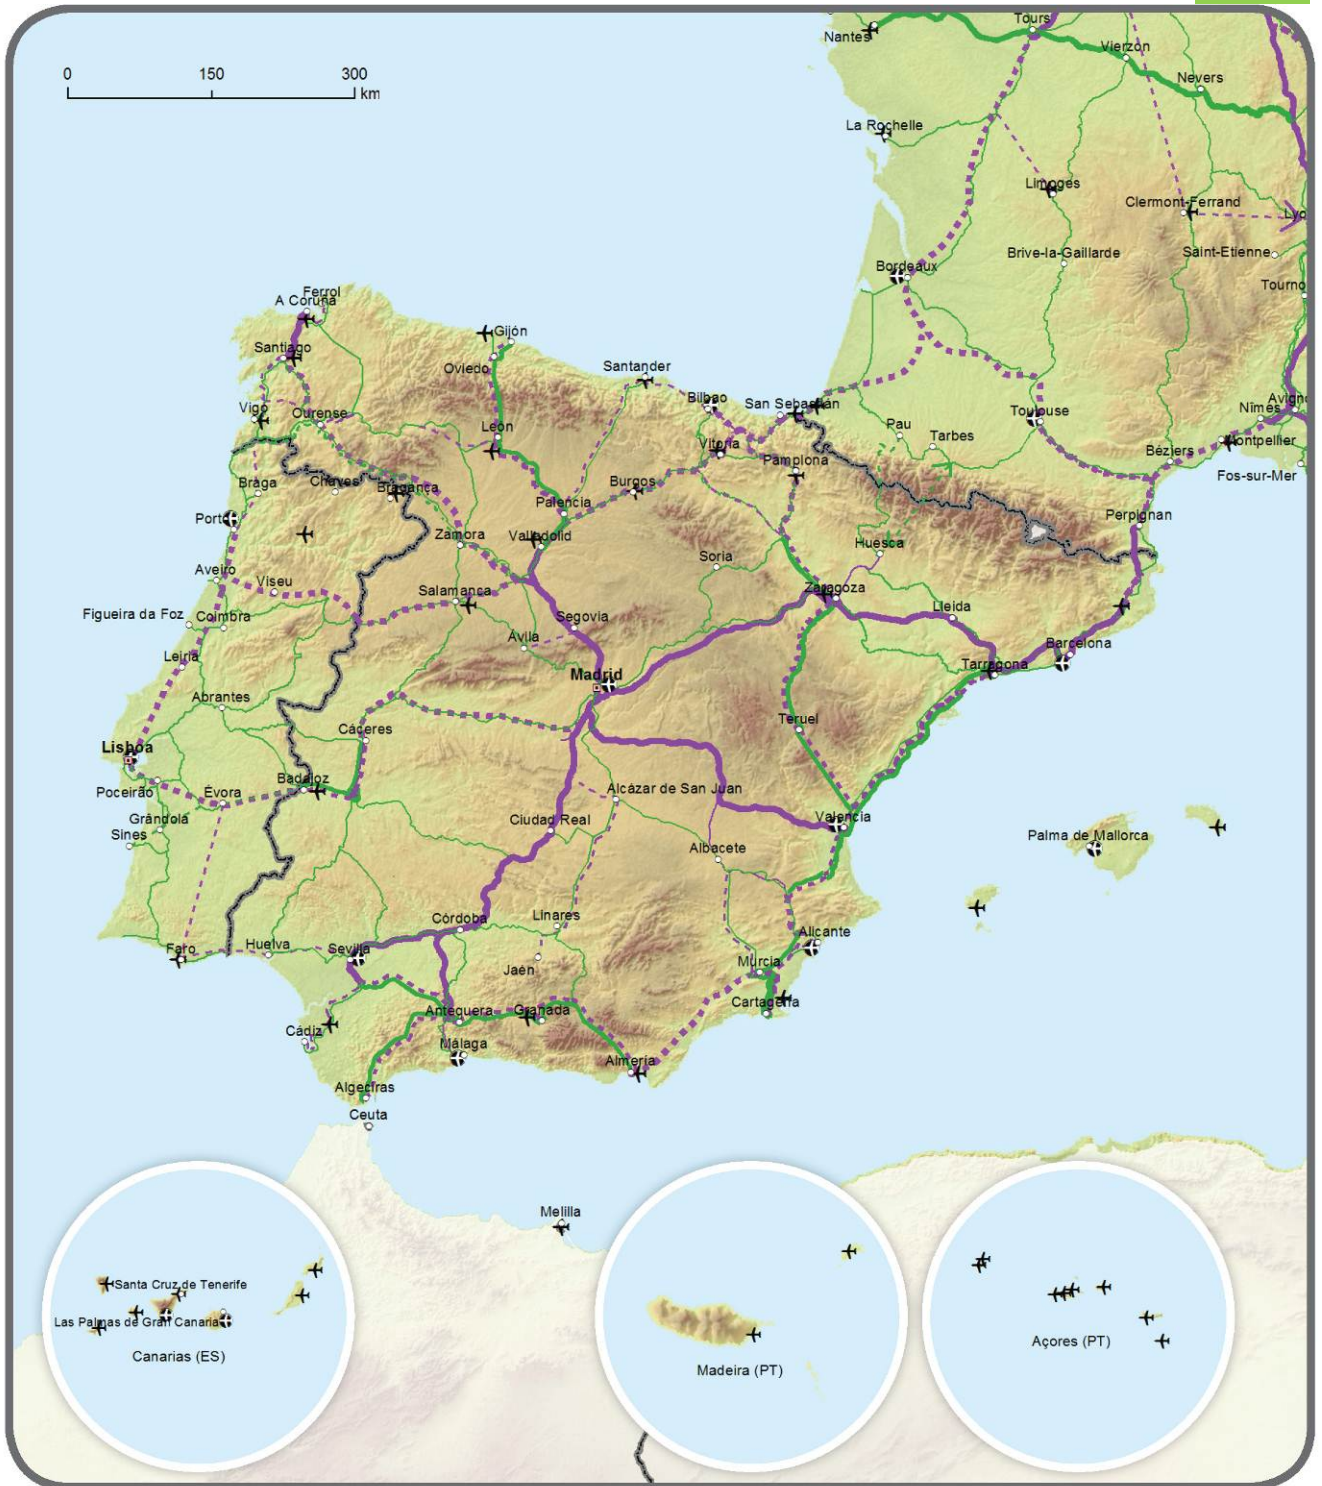 0 150 300
km
Tours
Nantes
Vierzon
Nevers
La Rochelle
Limoges
Clermont-Ferrand
Lyo
Brive-la-Gaillarde
Saint-Etienne
Bordeaux
Tourno
Ferrol
A Coruña
Gijón
Santiago
Oviedo
Santander
Bilbao
San Sebastián
Vigo
Ourense
León
Vitoria
Pamplona
Pau
Tarbes
Toulouse
Nîmes
Avigno
Montpellier
Béziers
Fos-sur-Mer
Braga
Chaves
Bragança
Burgos
Palencia
Perpignan
Porto
Zamora
Valladolid
Soria
Huesca
Aveiro
Viseu
Salamanca
Zaragoza
Lleida
Figueira da Foz
Coimbra
Segovia
Ávila
Barcelona
Leiria
Madrid
Tarragona
Abrantes
Cáceres
Teruel
Lisboa
Badajoz
Poceirão
Évora
Alcázar de San Juan
Grândola
Sines
Ciudad Real
Valencia
Albacete
Palma de Mallorca
Córdoba
Linares
Alicante
Faro
Huelva
Sevilla
Jaén
Murcia
Cartagena
Antequera
Granada
Cádiz
Málaga
Almería
Algeciras
Ceuta
Melilla
Santa Cruz de Tenerife
Las Palmas de Gran Canaria
Canarias (ES)
Madeira (PT)
Açores (PT)